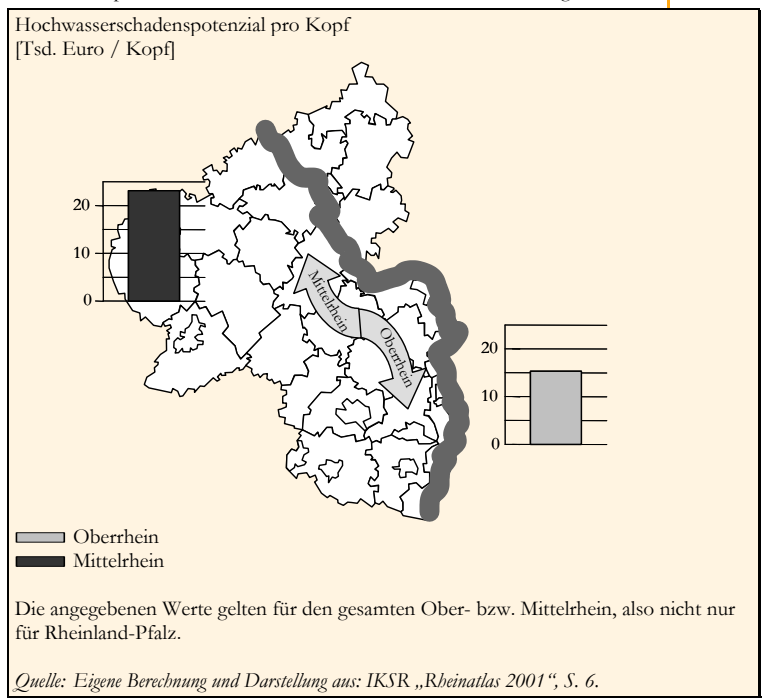 Hochwasserschadenspotenzial pro Kopf
[Tsd. Euro / Kopf]
20
10
0
Mittelrhein
Oberrhein
20
10
0
Oberrhein
Mittelrhein
Die angegebenen Werte gelten für den gesamten Ober- bzw. Mittelrhein, also nicht nur
für Rheinland-Pfalz.
Quelle: Eigene Berechnung und Darstellung aus: IKSR „Rheinatlas 2001“, S. 6.